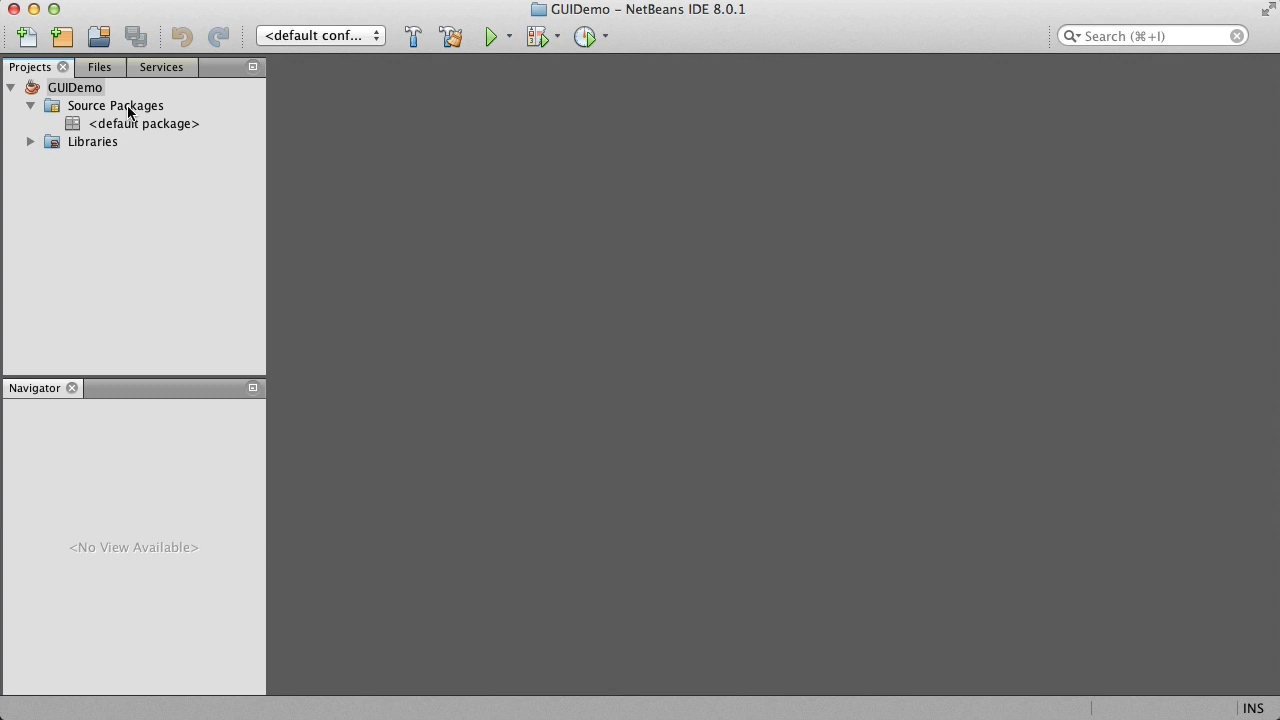 GUIDemo – NetBeans IDE 8.0.1
<default conf...
Search (⌘+I)
Projects
Files
Services
GUIDemo
Source Packages
<default package>
Libraries
Navigator
<No View Available>
INS